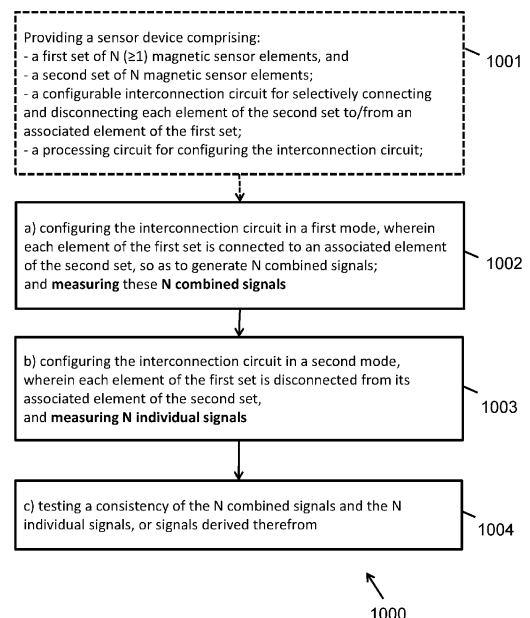 Providing a sensor device comprising:
- a first set of N (≥1) magnetic sensor elements, and
- a second set of N magnetic sensor elements;
- a configurable interconnection circuit for selectively connecting
and disconnecting each element of the second set to/from an
associated element of the first set;
- a processing circuit for configuring the interconnection circuit;
1001
a) configuring the interconnection circuit in a first mode, wherein
each element of the first set is connected to an associated element
of the second set, so as to generate N combined signals;
and measuring these N combined signals
1002
b) configuring the interconnection circuit in a second mode,
wherein each element of the first set is disconnected from its
associated element of the second set,
and measuring N individual signals
1003
c) testing a consistency of the N combined signals and the N
individual signals, or signals derived therefrom
1004
1000